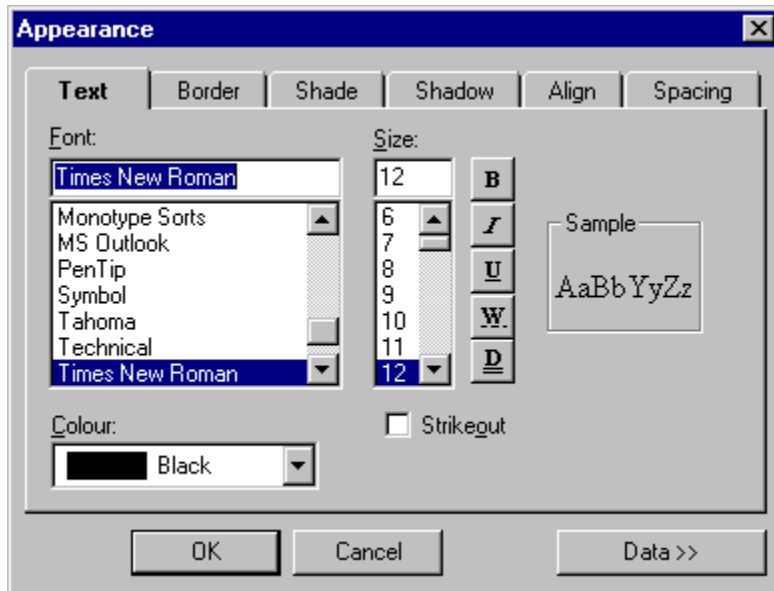 Appearance
Text Border Shade Shadow Align Spacing
Font:
Times New Roman
Monotype Sorts
MS Outlook
PenTip
Symbol
Tahoma
Technical
Times New Roman
Size:
12
6
7
8
9
10
11
12
B
I
U
W
D
Sample
AaBbYyZz
Colour:
Black
Strikeout
OK Cancel Data >>